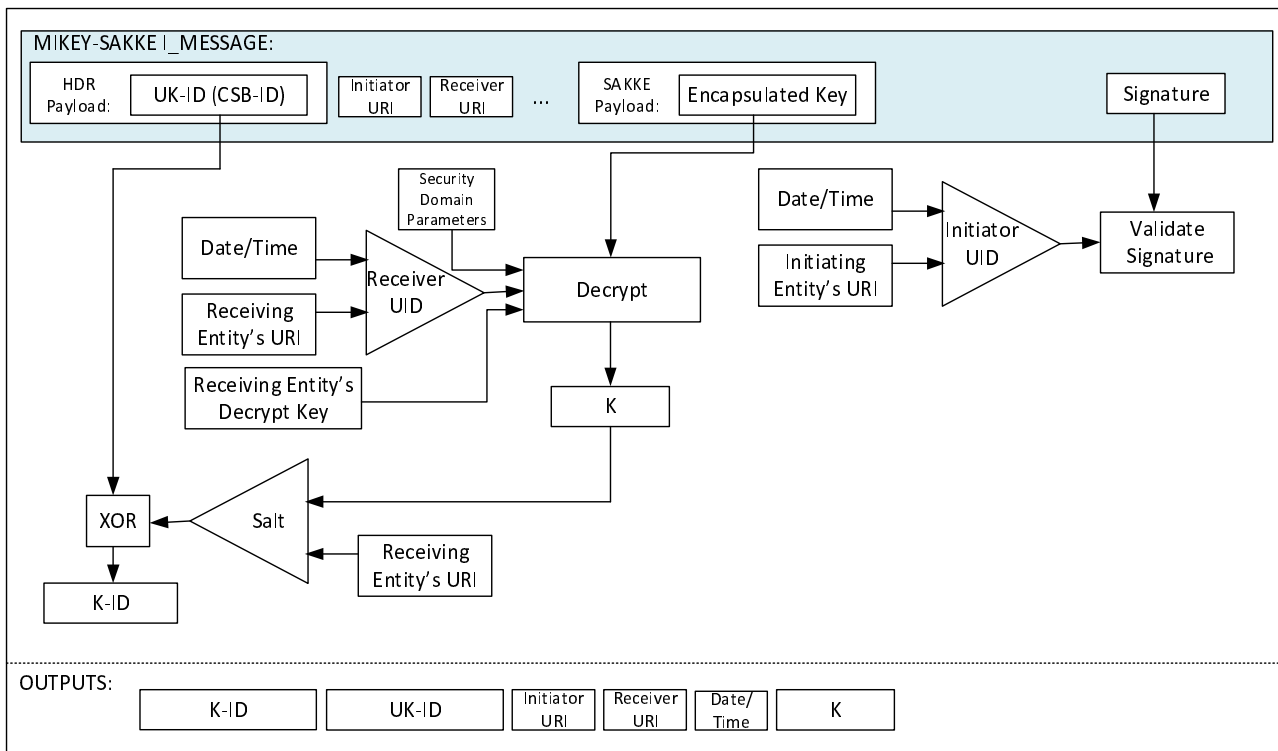 MIKEY-SAKKE I_MESSAGE:
HDR
Payload:
UK-ID (CSB-ID)
Initiator
URI
Receiver
URI
...
SAKKE
Payload:
Encapsulated Key
Signature
Security
Domain
Parameters
Date/Time
Receiver
UID
Receiving
Entity's URI
Decrypt
Date/Time
Initiator
UID
Initiating
Entity's URI
Validate
Signature
Receiving Entity's
Decrypt Key
K
XOR
Salt
Receiving
Entity's URI
K-ID
OUTPUTS:
K-ID
UK-ID
Initiator
URI
Receiver
URI
Date/
Time
K